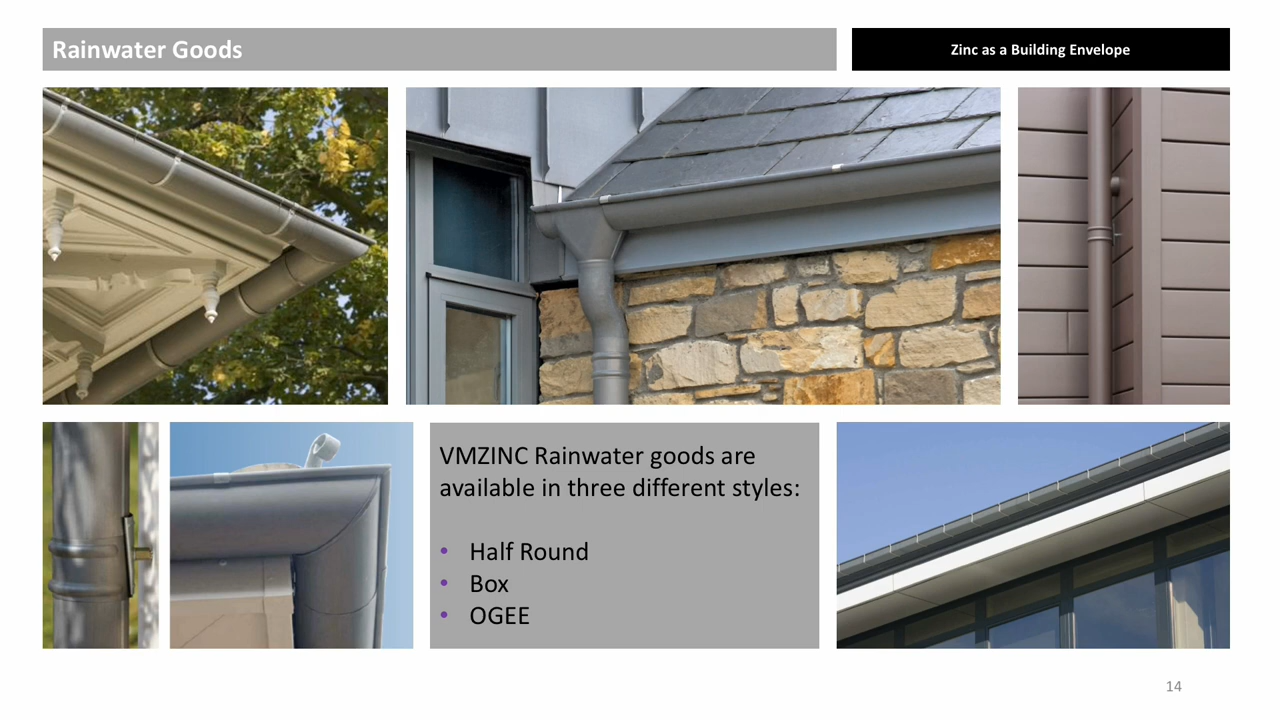 Rainwater Goods
Zinc as a Building Envelope
VMZINC Rainwater goods are
available in three different styles:
• Half Round
• Box
• OGEE
14